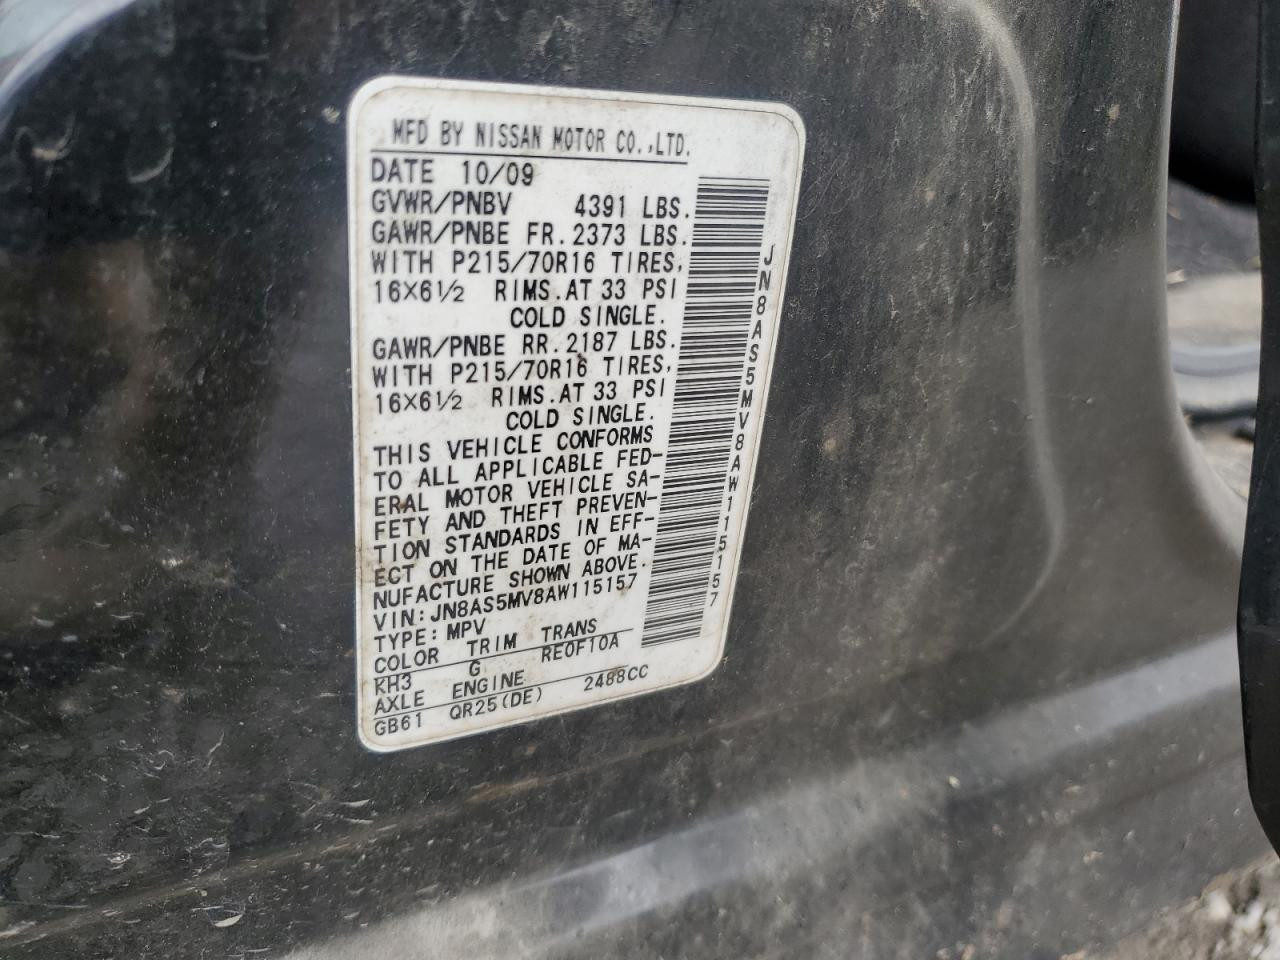 MFD BY NISSAN MOTOR CO.,LTD.
DATE 10/09
GVWR/PNBV 4391 LBS.
GAWR/PNBE FR. 2373 LBS.
WITH P215/70R16 TIRES,
16×6½ RIMS. AT 33 PSI
COLD SINGLE.
GAWR/PNBE RR. 2187 LBS.
WITH P215/70R16 TIRES,
16×6½ RIMS. AT 33 PSI
COLD SINGLE.
THIS VEHICLE CONFORMS
TO ALL APPLICABLE FED-
ERAL MOTOR VEHICLE SA-
FETY AND THEFT PREVEN-
TION STANDARDS IN EFF-
ECT ON THE DATE OF MA-
NUFACTURE SHOWN ABOVE.
VIN: JN8AS5MV8AW115157
TYPE: MPV
COLOR TRIM TRANS
KH3 G RE0F10A
AXLE ENGINE
GB61 QR25(DE) 2488CC
JN8AS5MV8AW115157